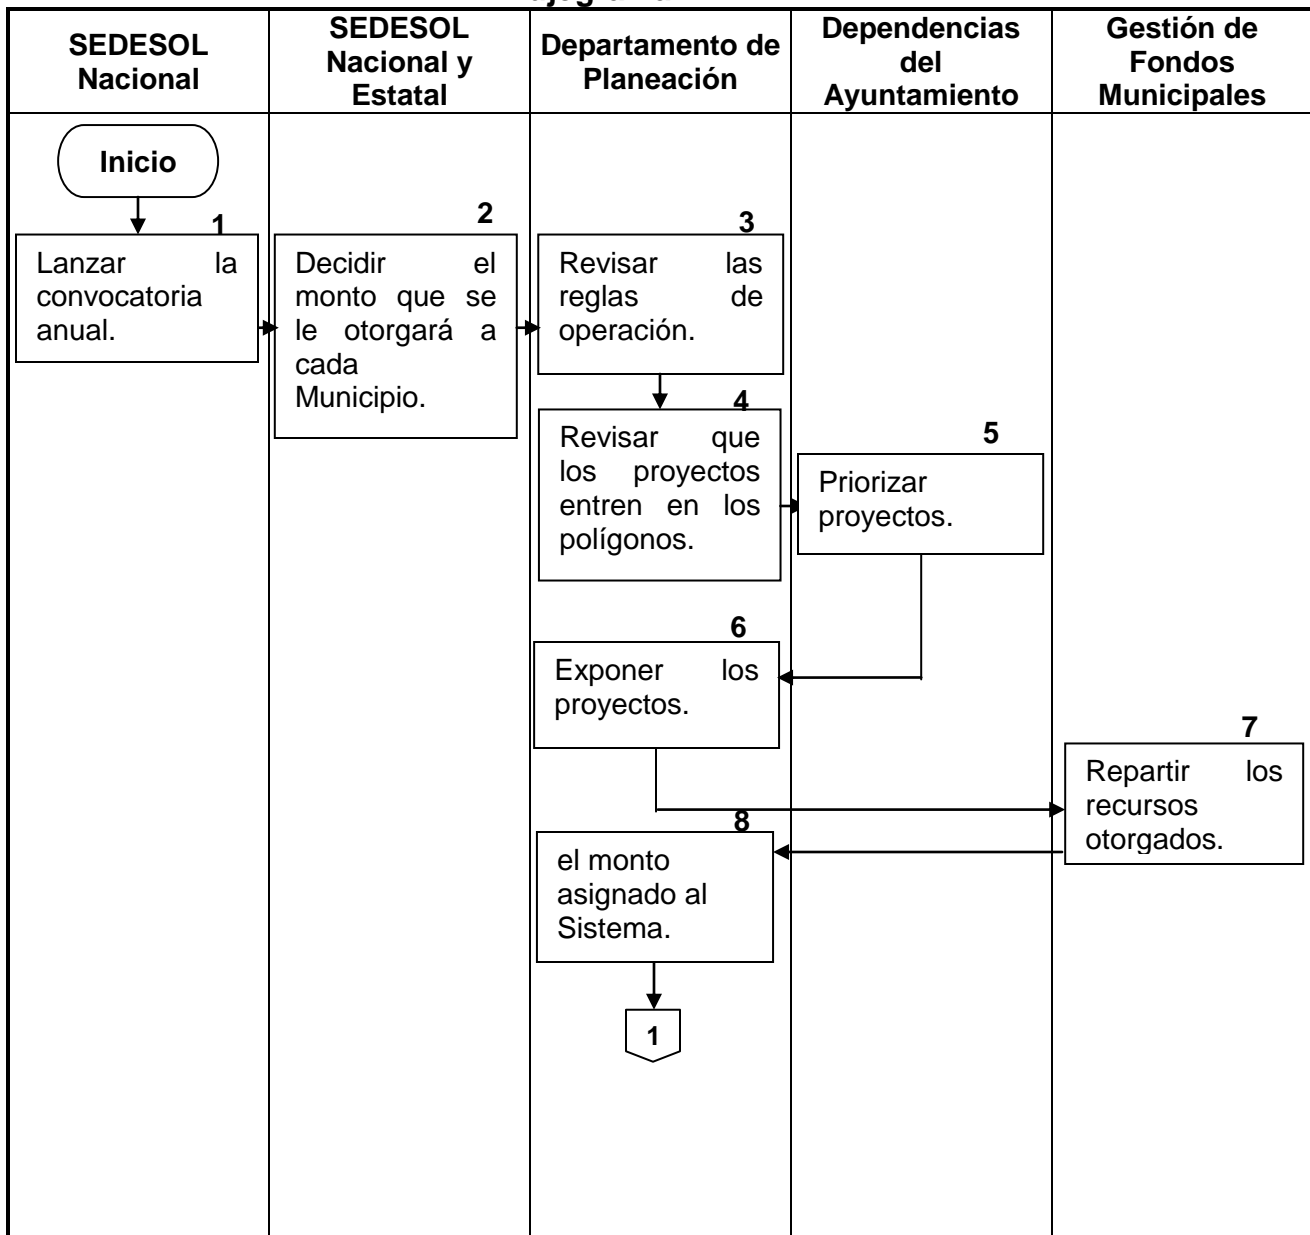 SEDESOL
Nacional
SEDESOL
Nacional y
Estatal
Departamento de
Planeación
Dependencias
del
Ayuntamiento
Gestión de
Fondos
Municipales
Inicio
1
Lanzar la
convocatoria
anual.
2
Decidir el
monto que se
le otorgará a
cada
Municipio.
3
Revisar las
reglas de
operación.
4
Revisar que
los proyectos
entren en los
polígonos.
5
Priorizar
proyectos.
6
Exponer los
proyectos.
7
Repartir los
recursos
otorgados.
8
el monto
asignado al
Sistema.
1